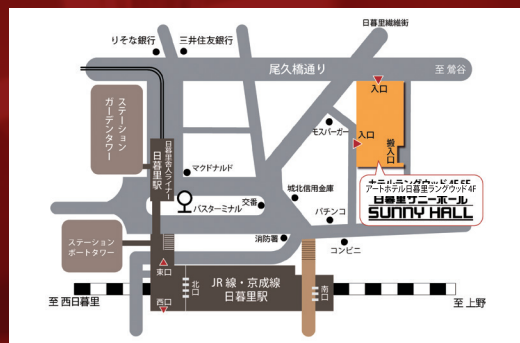 日暮里繊維街
りそな銀行
三井住友銀行
尾久橋通り
至 鶯谷
入口
ステーション
ガーデンタワー
日暮里舎人ライナー
日暮里駅
モスバーガー
入口
搬入口
マクドナルド
アートホテル日暮里ラングウッド 4F
日暮里サニーホール
SUNNY HALL
城北信用金庫
交番
バスターミナル
パチンコ
ステーション
ポートタワー
消防署
コンビニ
東口
JR 線・京成線
日暮里駅
北口
南口
西口
至 西日暮里
至 上野